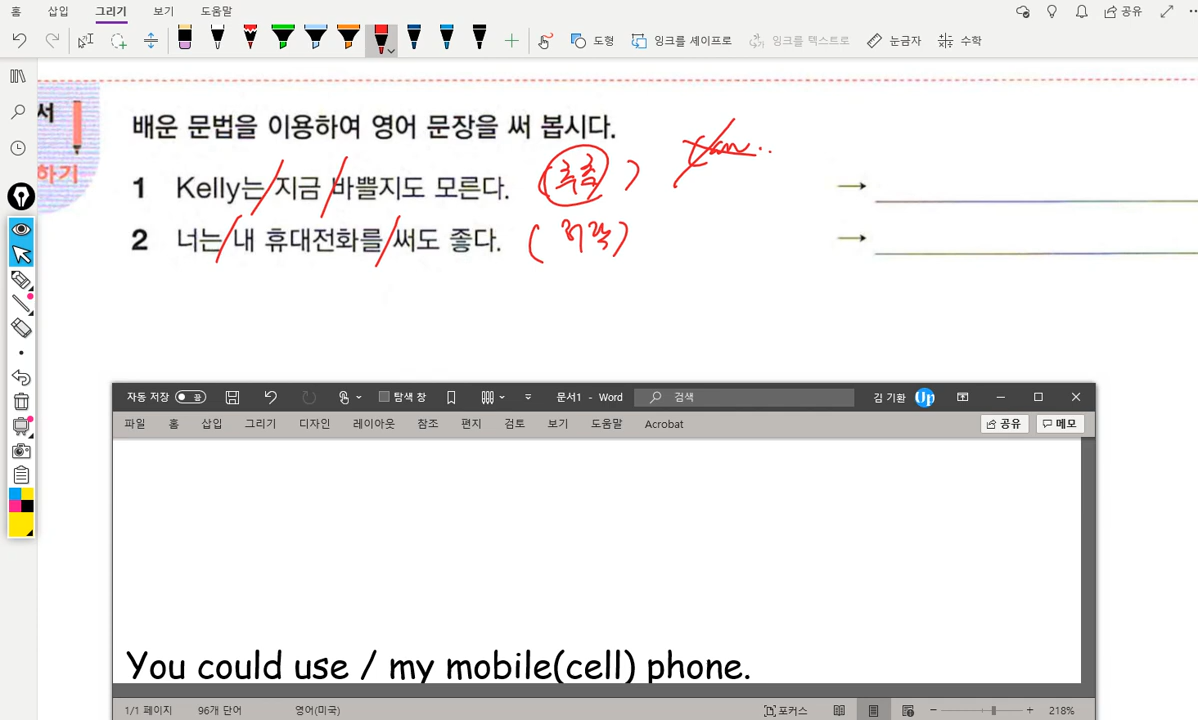 홈 삽입 그리기 보기 도움말 공유
도형 잉크를 셰이프로 잉크를 텍스트로 눈금자 수학
서
하기
배운 문법을 이용하여 영어 문장을 써 봅시다.
1 Kelly는/지금/바쁠지도 모른다. (추측) →
2 너는/내 휴대전화를/써도 좋다. (허락) →
자동 저장 끔 탐색 창 문서1 - Word 검색 김 기환 Up
파일 홈 삽입 그리기 디자인 레이아웃 참조 편지 검토 보기 도움말 Acrobat 공유 메모
You could use / my mobile(cell) phone.
1/1 페이지 96개 단어 영어(미국) 포커스 218%